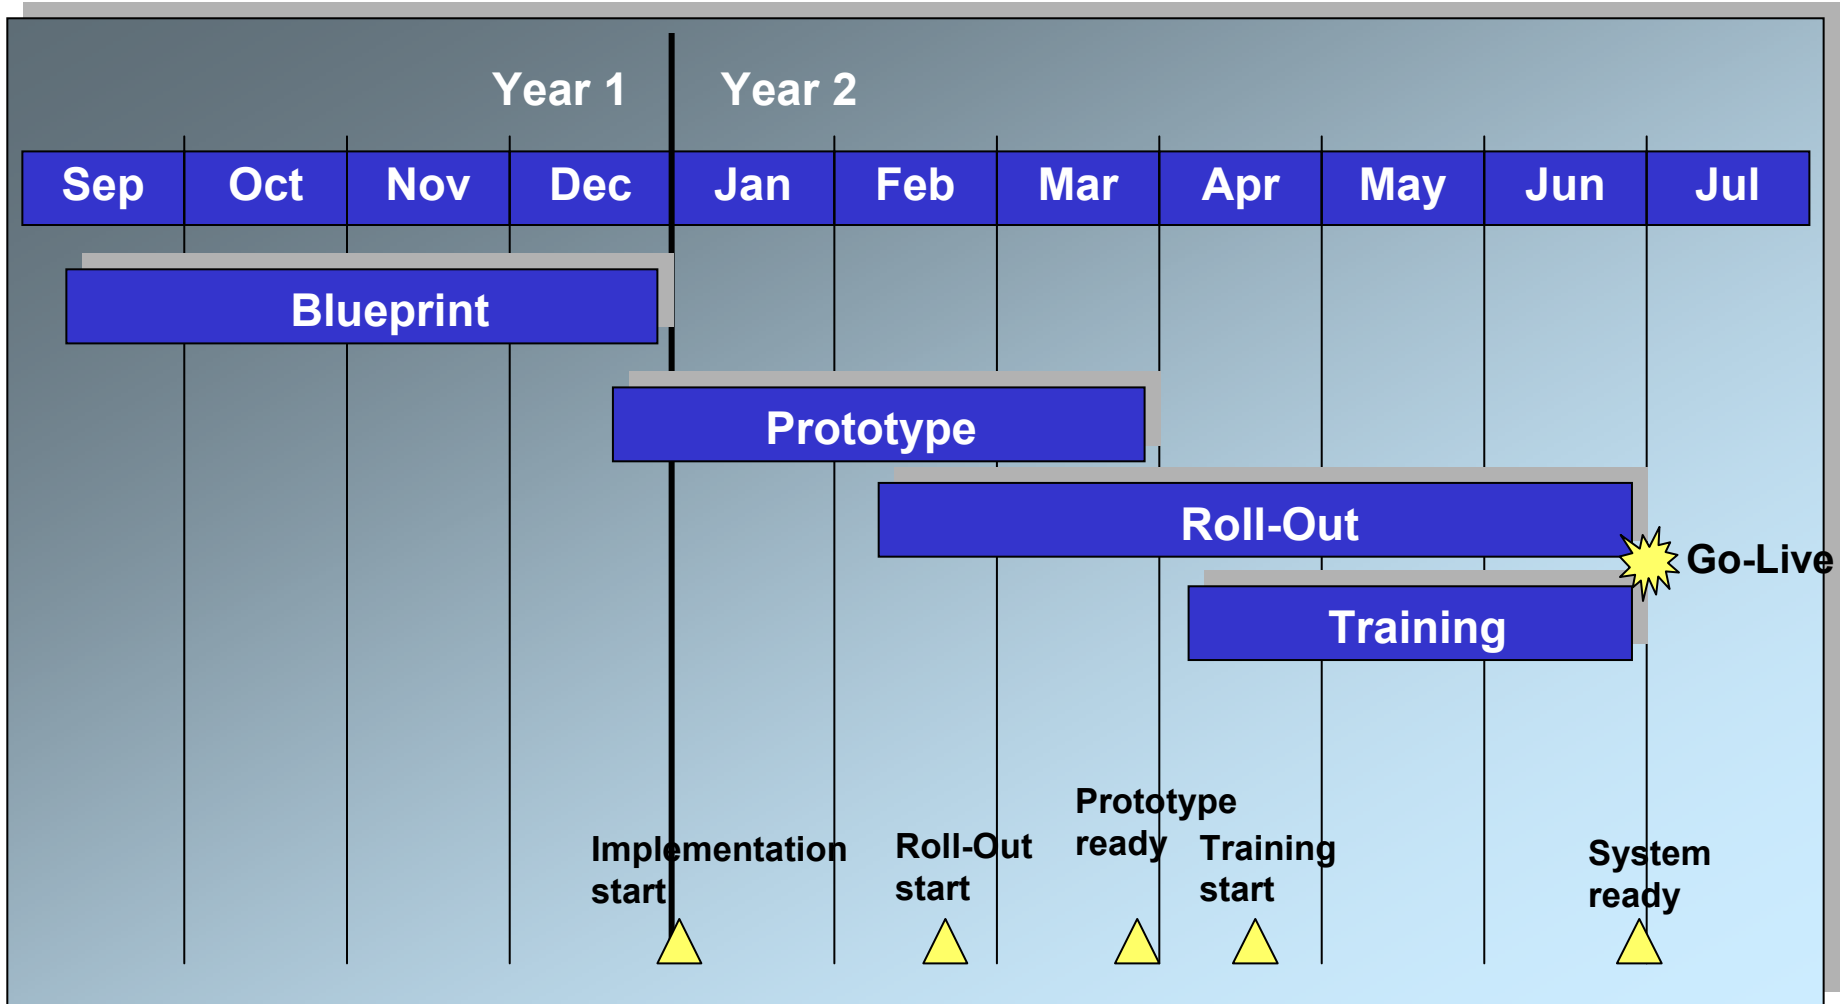 Year 1
Year 2
Sep
Oct
Nov
Dec
Jan
Feb
Mar
Apr
May
Jun
Jul
Blueprint
Prototype
Roll-Out
Go-Live
Training
Implementation
start
Roll-Out
start
Prototype
ready
Training
start
System
ready